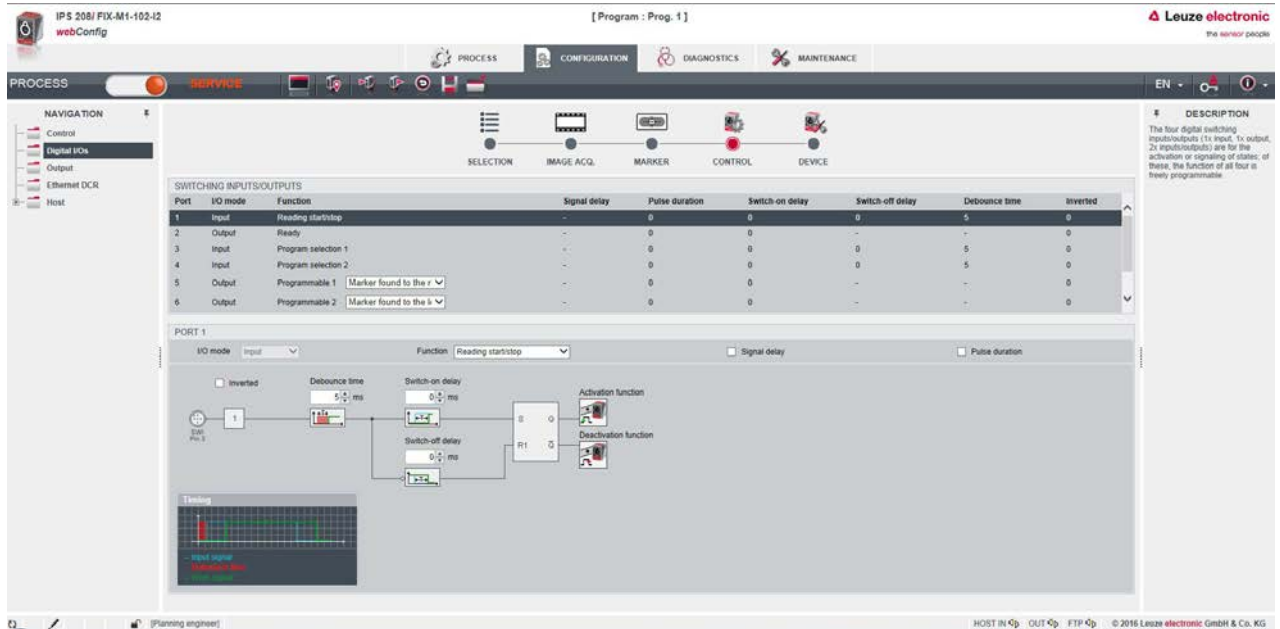 IPS 208i FIX-M1-102-I2
webConfig
[ Program : Prog. 1 ]
Leuze electronic
the sensor people
PROCESS
CONFIGURATION
DIAGNOSTICS
MAINTENANCE
PROCESS
SERVICE
EN
NAVIGATION
Control
Digital I/Os
Output
Ethernet DCR
Host
SELECTION
IMAGE ACQ.
MARKER
CONTROL
DEVICE
DESCRIPTION
The four digital switching
inputs/outputs (1x input, 1x output,
2x inputs/outputs) are for the
activation or signaling of states; of
these, the function of all four is
freely programmable.
SWITCHING INPUTS/OUTPUTS
Port I/O mode Function Signal delay Pulse duration Switch-on delay Switch-off delay Debounce time Inverted
1 Input Reading start/stop - 0 0 0 5 0
2 Output Ready - 0 0 - - 0
3 Input Program selection 1 - 0 0 0 5 0
4 Input Program selection 2 - 0 0 0 5 0
5 Output Programmable 1 Marker found to the r - 0 0 - - 0
6 Output Programmable 2 Marker found to the l - 0 0 - - 0
PORT 1
I/O mode Input Function Reading start/stop Signal delay Pulse duration
Inverted
Debounce time
5 ms
Switch-on delay
0 ms
Activation function
1
SWI
Pin 2
S Q
R1 Q
Switch-off delay
0 ms
Deactivation function
Timing
Input signal
[Planning engineer]
HOST IN OUT FTP © 2016 Leuze electronic GmbH & Co. KG